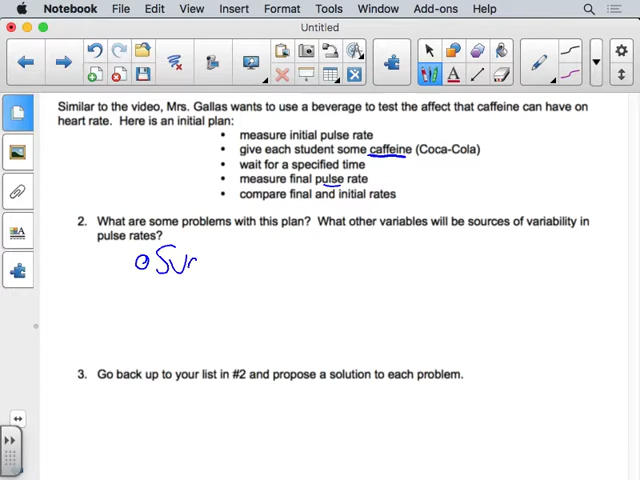 Notebook File Edit View Insert Format Tools Window Add-ons
Untitled
Similar to the video, Mrs. Gallas wants to use a beverage to test the affect that caffeine can have on
heart rate. Here is an initial plan:
• measure initial pulse rate
• give each student some caffeine (Coca-Cola)
• wait for a specified time
• measure final pulse rate
• compare final and initial rates
2. What are some problems with this plan? What other variables will be sources of variability in
pulse rates?
3. Go back up to your list in #2 and propose a solution to each problem.